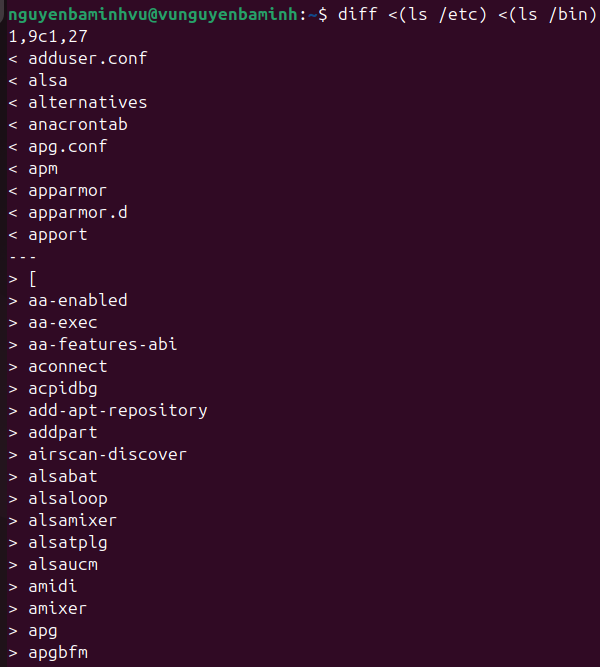 nguyenbaminhvu@vunguyenbaminh:~$ diff <(ls /etc) <(ls /bin)
1,9c1,27
< adduser.conf
< alsa
< alternatives
< anacrontab
< apg.conf
< apm
< apparmor
< apparmor.d
< apport
---
> [
> aa-enabled
> aa-exec
> aa-features-abi
> aconnect
> acpidbg
> add-apt-repository
> addpart
> airscan-discover
> alsabat
> alsaloop
> alsamixer
> alsatplg
> alsaucm
> amidi
> amixer
> apg
> apgbfm